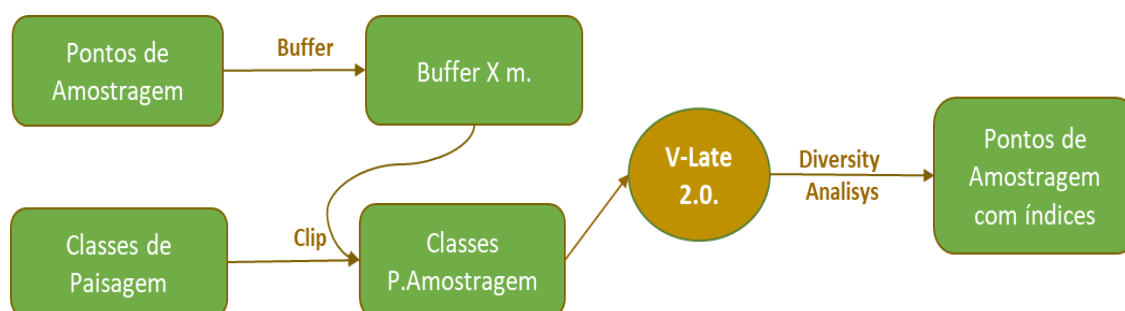 Pontos de
Amostragem
Buffer
Buffer X m.
Classes de
Paisagem
Clip
Classes
P.Amostragem
V-Late
2.0.
Diversity
Analisys
Pontos de
Amostragem
com índices